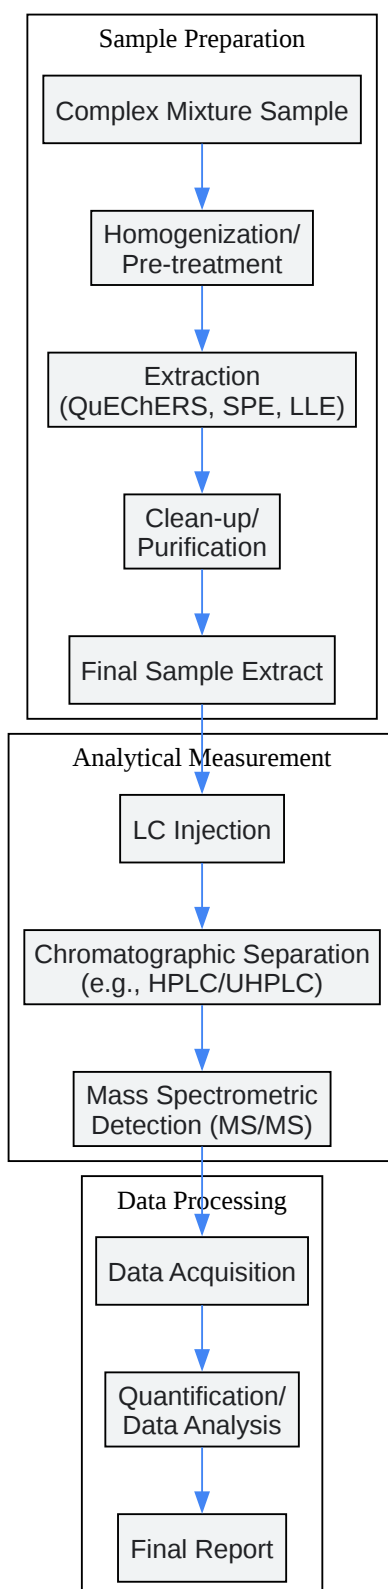 Sample Preparation
Complex Mixture Sample
Homogenization/
Pre-treatment
Extraction
(QuEChERS, SPE, LLE)
Clean-up/
Purification
Final Sample Extract
Analytical Measurement
LC Injection
Chromatographic Separation
(e.g., HPLC/UHPLC)
Mass Spectrometric
Detection (MS/MS)
Data Processing
Data Acquisition
Quantification/
Data Analysis
Final Report